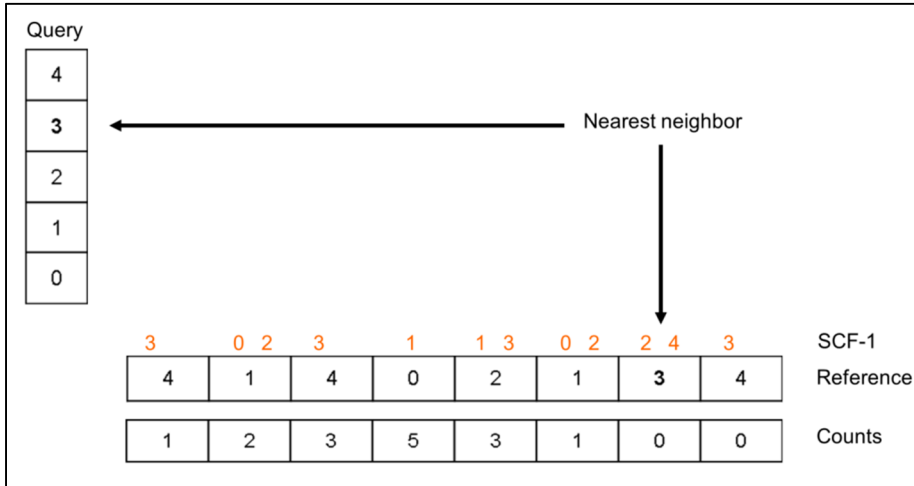 Query
4
3
2
1
0
Nearest neighbor
3 0 2 3 1 1 3 0 2 2 4 3 SCF-1
4 1 4 0 2 1 3 4 Reference
1 2 3 5 3 1 0 0 Counts